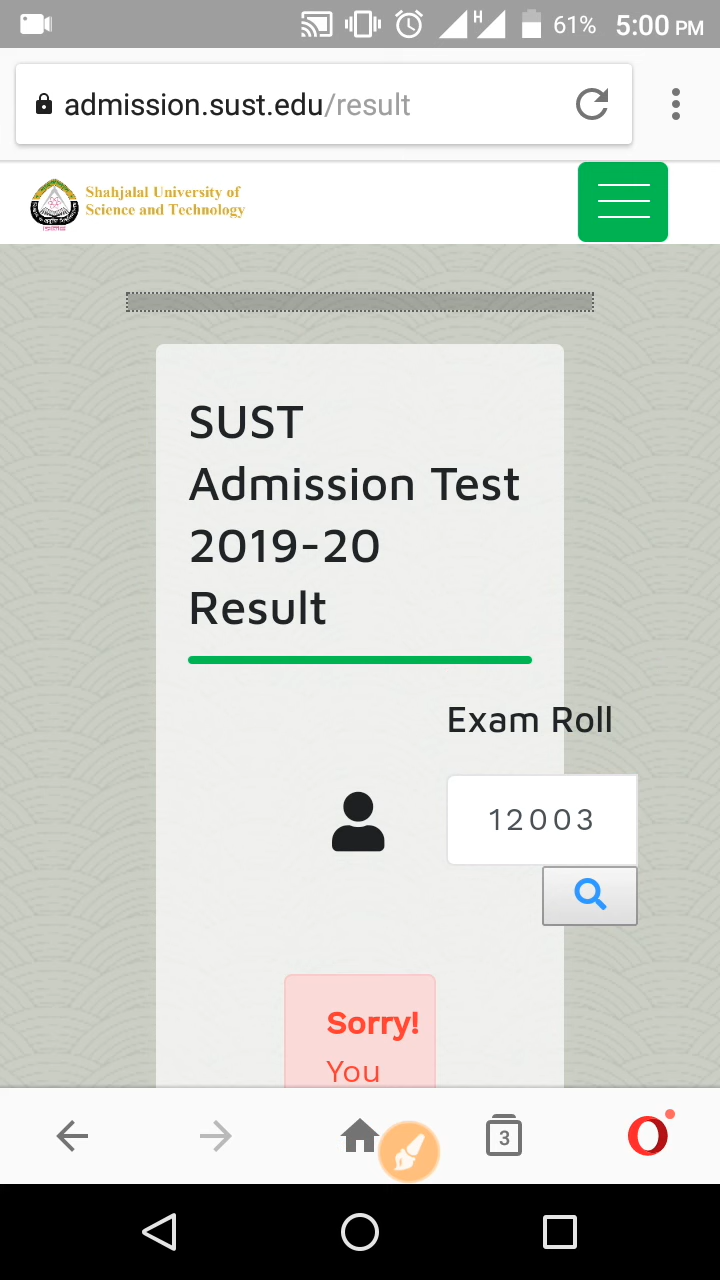 H 61% 5:00 PM
admission.sust.edu/result
Shahjalal University of
Science and Technology
SUST
Admission Test
2019-20
Result
Exam Roll
12003
Sorry!
You
3